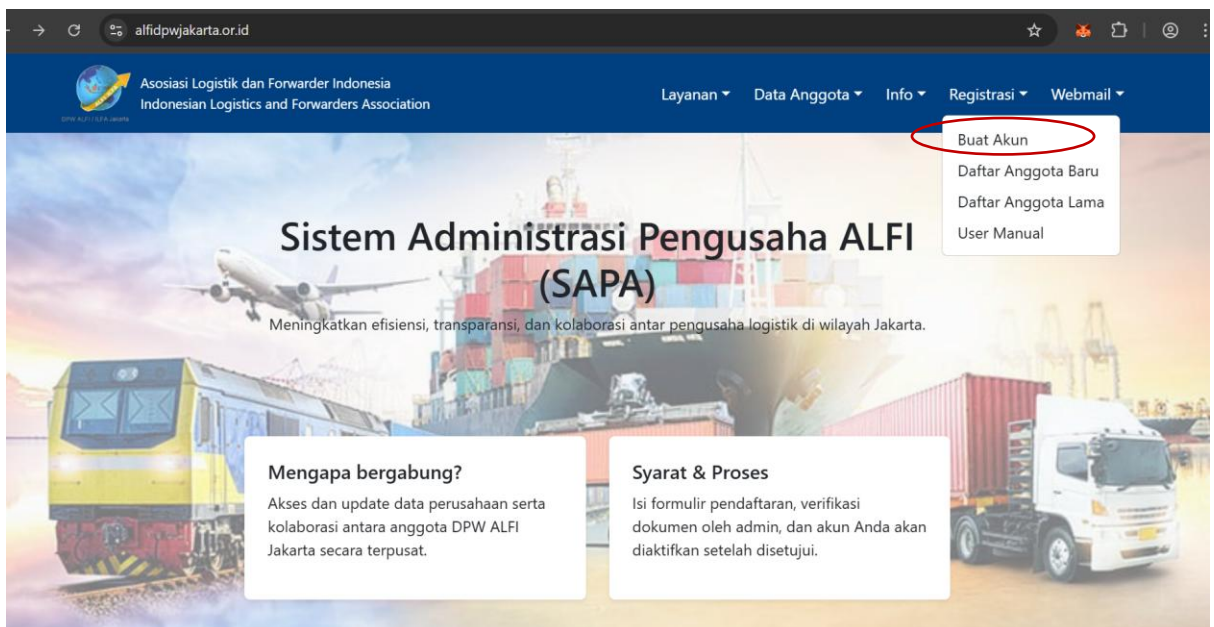 alfidpwjakarta.or.id
Asosiasi Logistik dan Forwarder Indonesia
Indonesian Logistics and Forwarders Association
DPW ALFI / ILFA Jakarta
Layanan Data Anggota Info Registrasi Webmail
Buat Akun
Daftar Anggota Baru
Daftar Anggota Lama
User Manual
Sistem Administrasi Pengusaha ALFI
(SAPA)
Meningkatkan efisiensi, transparansi, dan kolaborasi antar pengusaha logistik di wilayah Jakarta.
Mengapa bergabung?
Akses dan update data perusahaan serta
kolaborasi antara anggota DPW ALFI
Jakarta secara terpusat.
Syarat & Proses
Isi formulir pendaftaran, verifikasi
dokumen oleh admin, dan akun Anda akan
diaktifkan setelah disetujui.